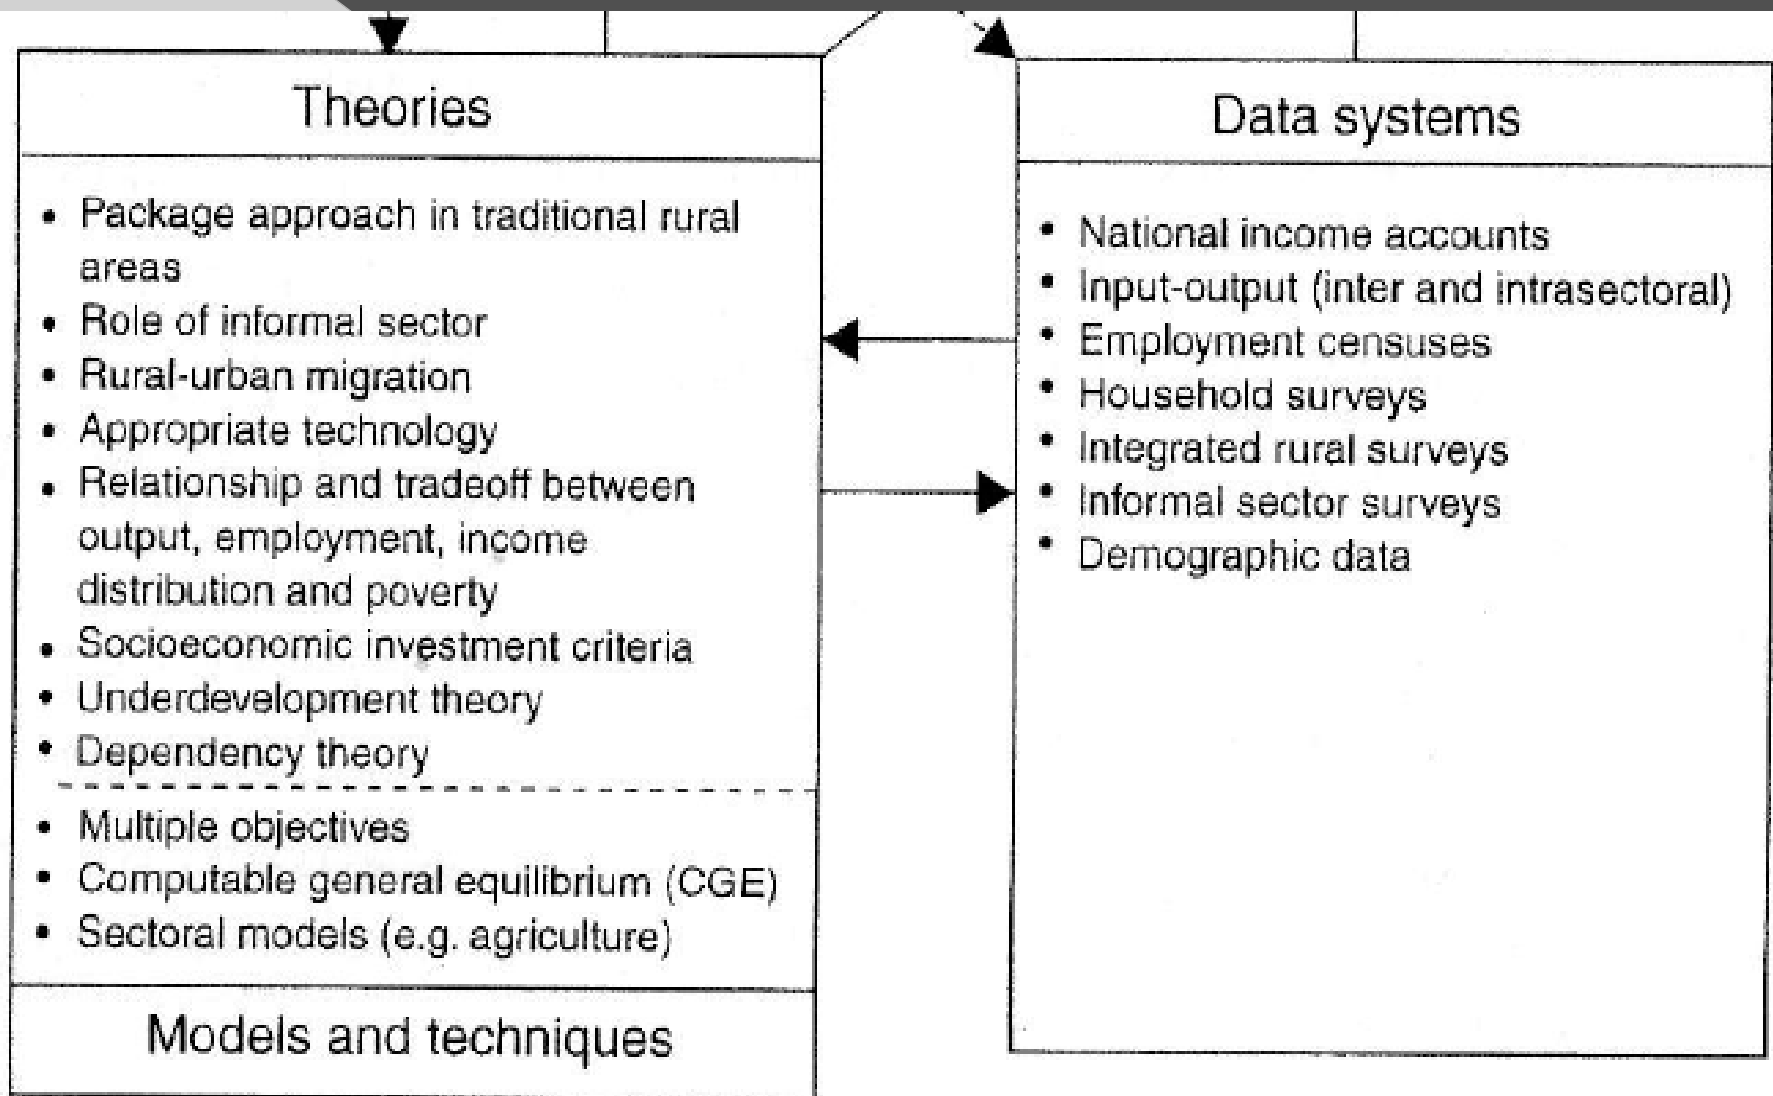 Theories
• Package approach in traditional rural
areas
• Role of informal sector
• Rural-urban migration
• Appropriate technology
• Relationship and tradeoff between
output, employment, income
distribution and poverty
• Socioeconomic investment criteria
• Underdevelopment theory
• Dependency theory
• Multiple objectives
• Computable general equilibrium (CGE)
• Sectoral models (e.g. agriculture)
Models and techniques
Data systems
• National income accounts
• Input-output (inter and intrasectoral)
• Employment censuses
• Household surveys
• Integrated rural surveys
• Informal sector surveys
• Demographic data